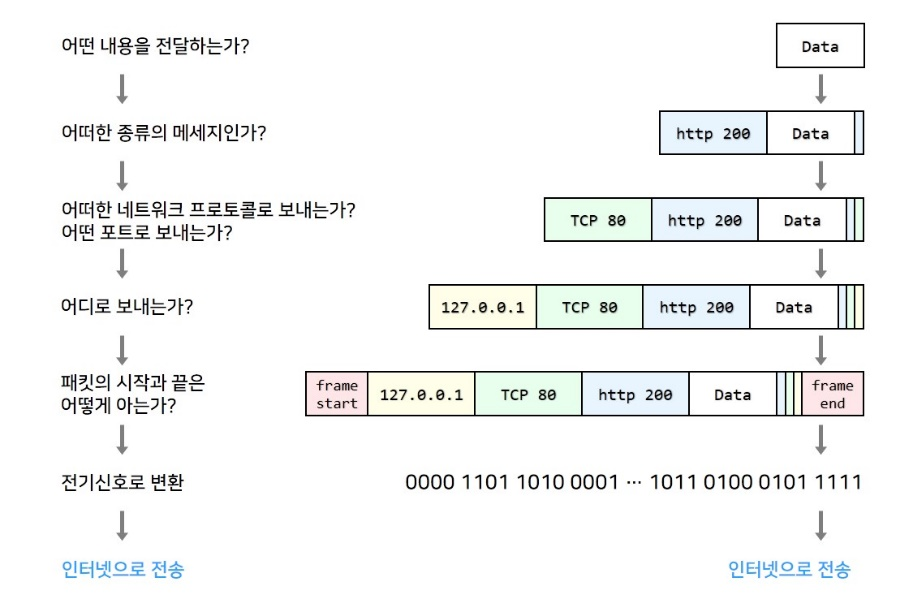 어떤 내용을 전달하는가?
Data
어떠한 종류의 메세지인가?
http 200 Data
어떠한 네트워크 프로토콜로 보내는가?
어떤 포트로 보내는가?
TCP 80 http 200 Data
어디로 보내는가?
127.0.0.1 TCP 80 http 200 Data
패킷의 시작과 끝은
어떻게 아는가?
frame
start
127.0.0.1 TCP 80 http 200 Data
frame
end
전기신호로 변환
0000 1101 1010 0001 ··· 1011 0100 0101 1111
인터넷으로 전송
인터넷으로 전송